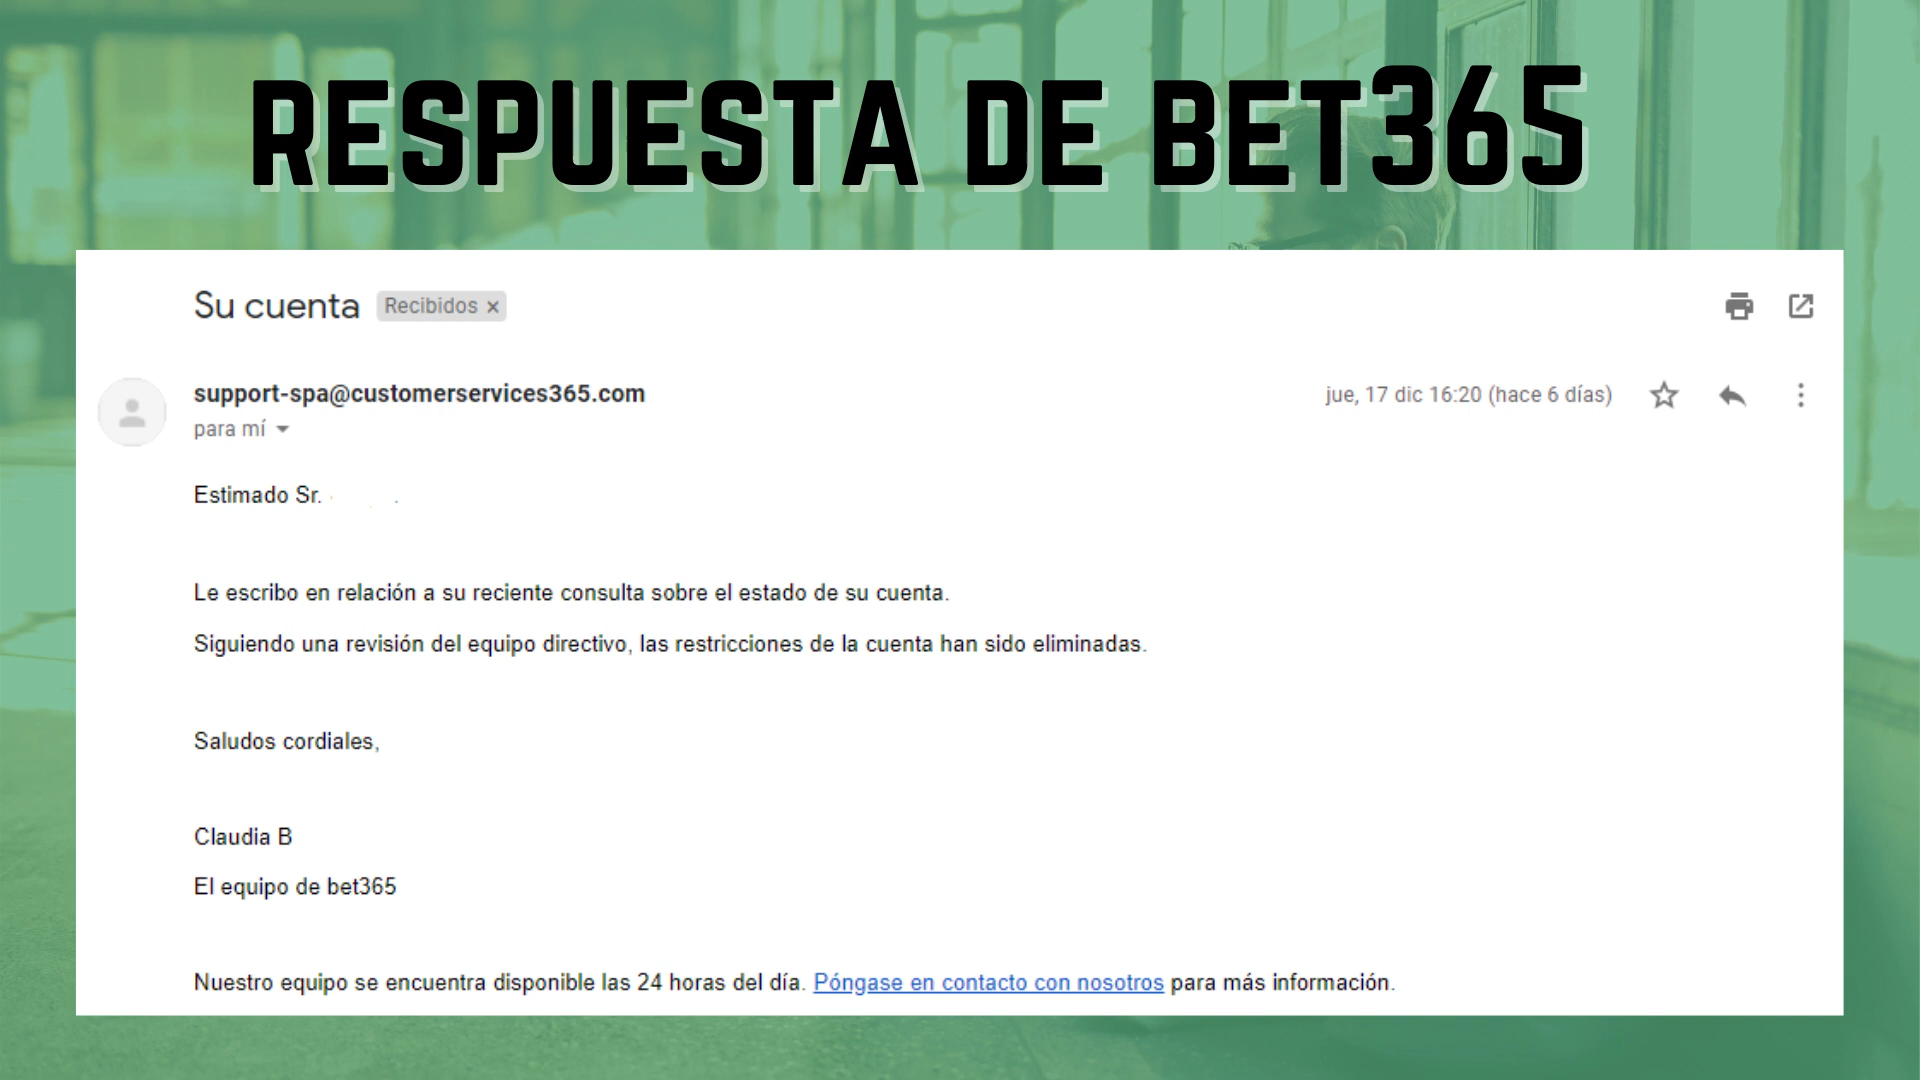 RESPUESTA DE BET365
Su cuenta Recibidos ×
support-spa@customerservices365.com jue, 17 dic 16:20 (hace 6 días)
para mí
Estimado Sr.
Le escribo en relación a su reciente consulta sobre el estado de su cuenta.
Siguiendo una revisión del equipo directivo, las restricciones de la cuenta han sido eliminadas.
Saludos cordiales,
Claudia B
El equipo de bet365
Nuestro equipo se encuentra disponible las 24 horas del día. Póngase en contacto con nosotros para más información.